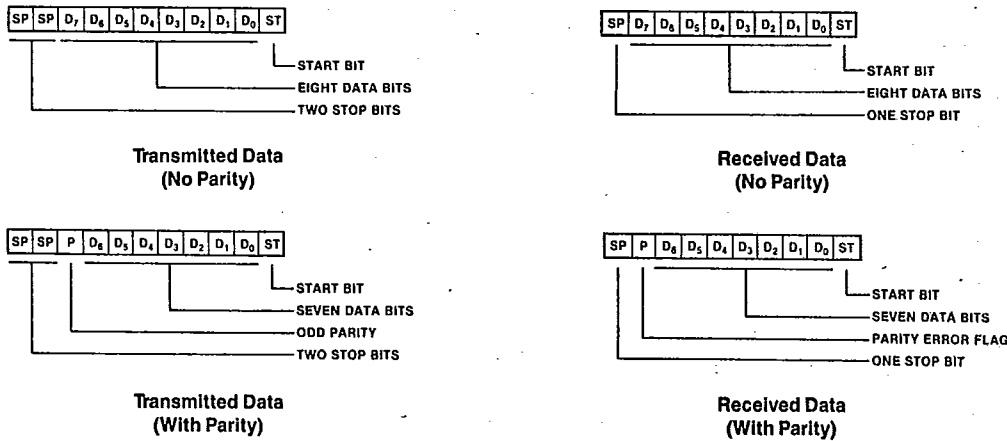 SP SP D7 D6 D5 D4 D3 D2 D1 D0 ST
START BIT
EIGHT DATA BITS
TWO STOP BITS
Transmitted Data
(No Parity)
SP D7 D6 D5 D4 D3 D2 D1 D0 ST
START BIT
EIGHT DATA BITS
ONE STOP BIT
Received Data
(No Parity)
SP SP P D6 D5 D4 D3 D2 D1 D0 ST
START BIT
SEVEN DATA BITS
ODD PARITY
TWO STOP BITS
Transmitted Data
(With Parity)
SP P D6 D5 D4 D3 D2 D1 D0 ST
START BIT
SEVEN DATA BITS
PARITY ERROR FLAG
ONE STOP BIT
Received Data
(With Parity)